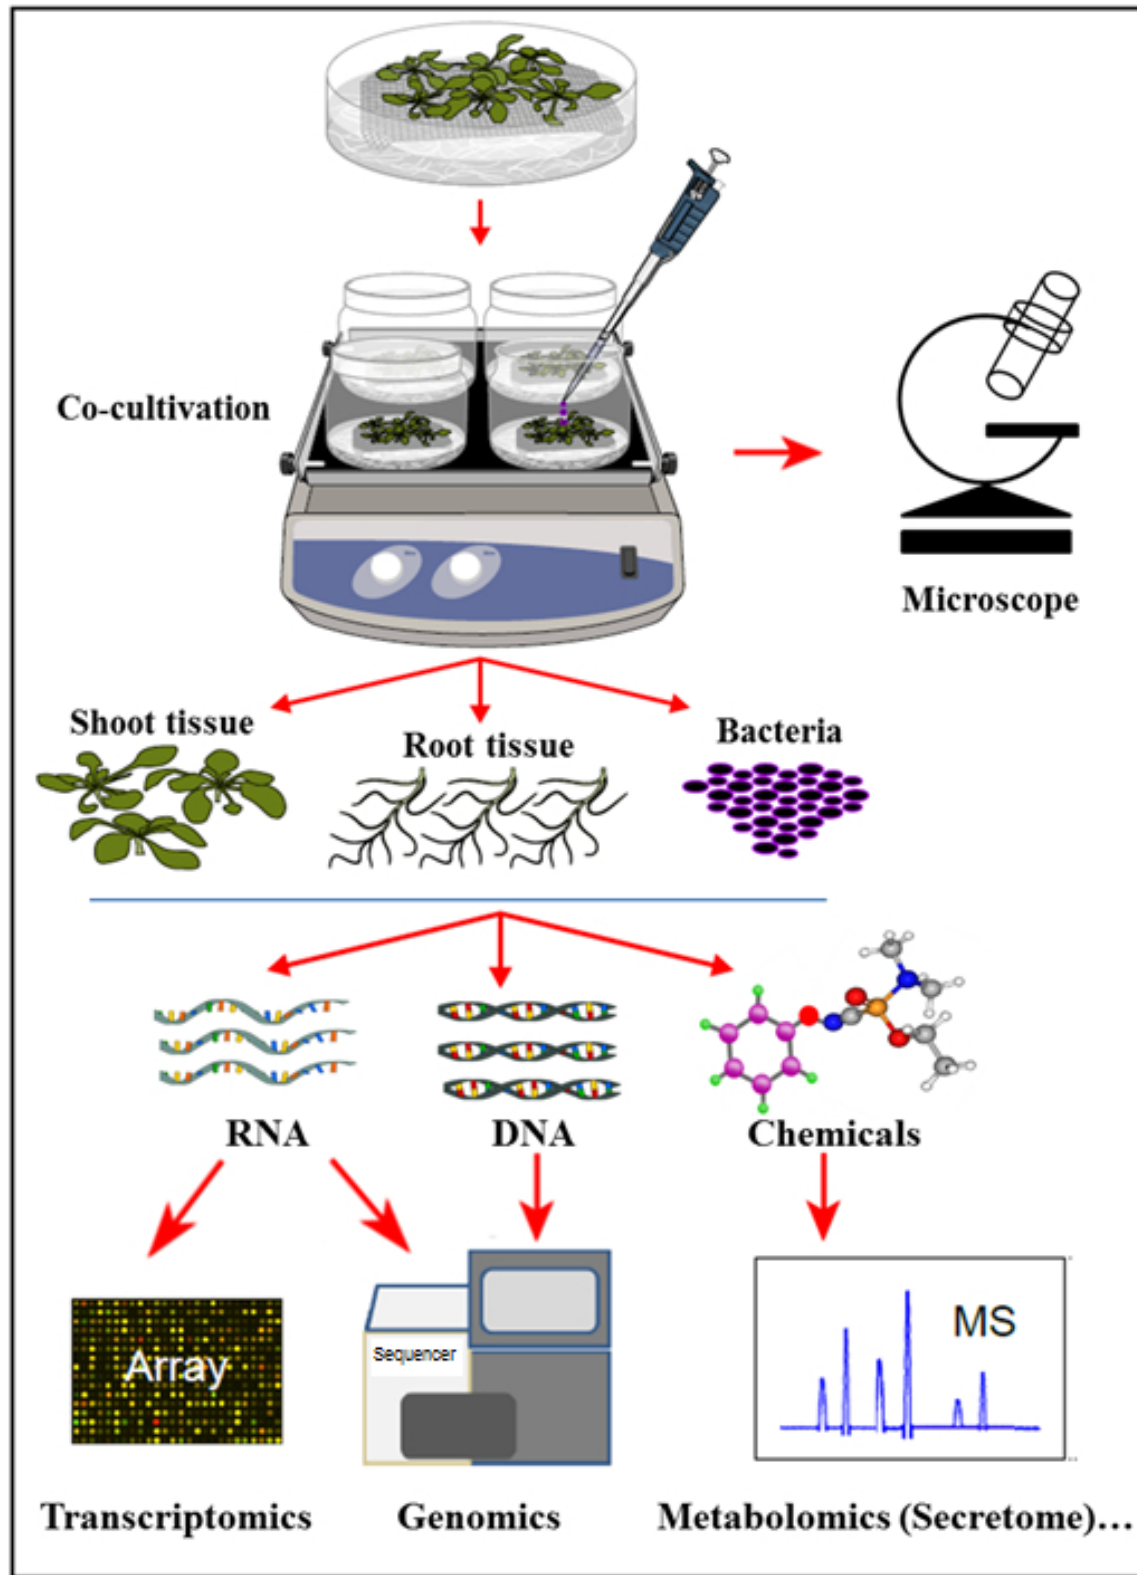 Co-cultivation
Microscope
Shoot tissue
Root tissue
Bacteria
RNA
DNA
Chemicals
Array
Sequencer
MS
Transcriptomics
Genomics
Metabolomics (Secretome)...